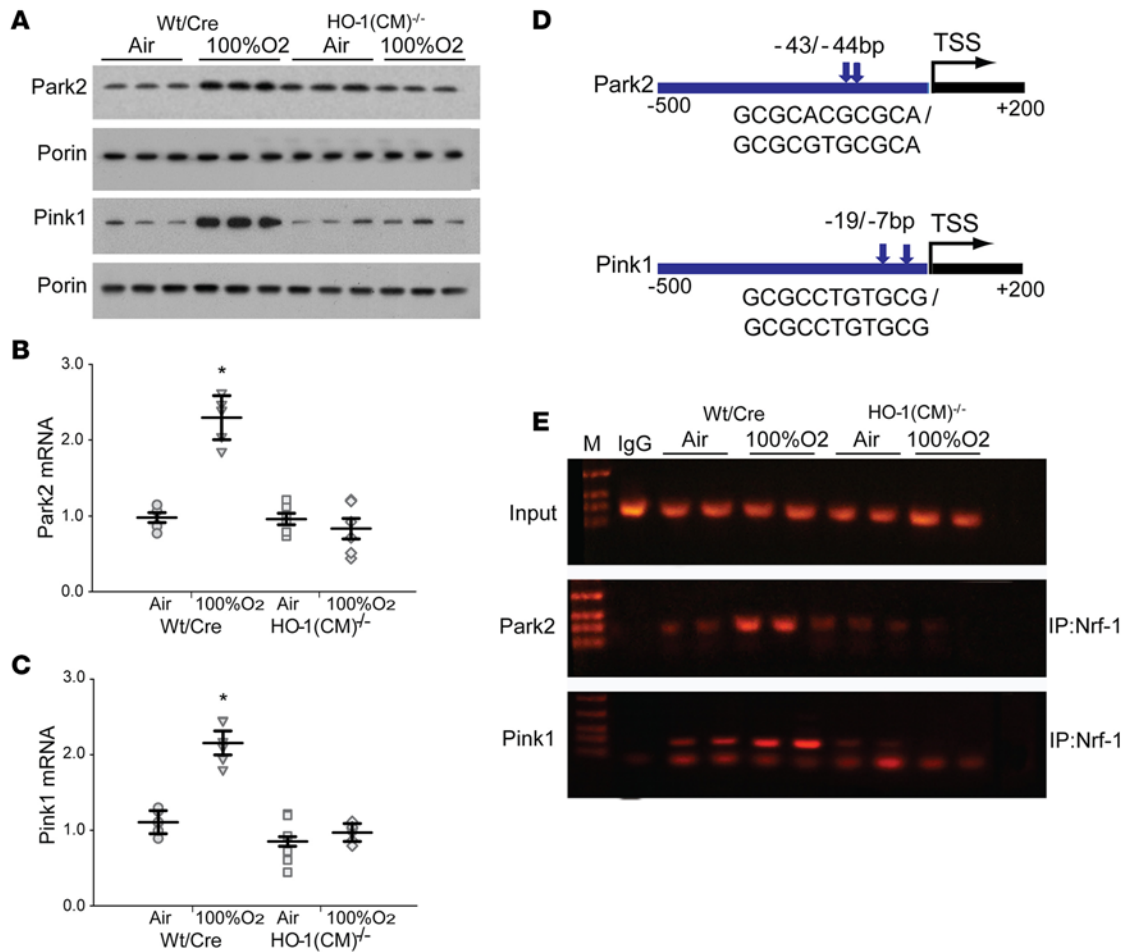 A
Wt/Cre HO-1(CM)-/-
Air 100%O2 Air 100%O2
Park2
Porin
Pink1
Porin
B
3.0
*
2.0
Park2 mRNA
1.0
0.0
Air 100%O2 Air 100%O2
Wt/Cre HO-1(CM)-/-
C
3.0
*
2.0
Pink1 mRNA
1.0
0.0
Air 100%O2 Air 100%O2
Wt/Cre HO-1(CM)-/-
D
-43/-44bp TSS
Park2
-500 +200
GCGCACGCGCA/
GCGCGTGCGCA
-19/-7bp TSS
Pink1
-500 +200
GCGCCTGTGCG/
GCGCCTGTGCG
E
Wt/Cre HO-1(CM)-/-
M IgG Air 100%O2 Air 100%O2
Input
Park2 IP:Nrf-1
Pink1 IP:Nrf-1